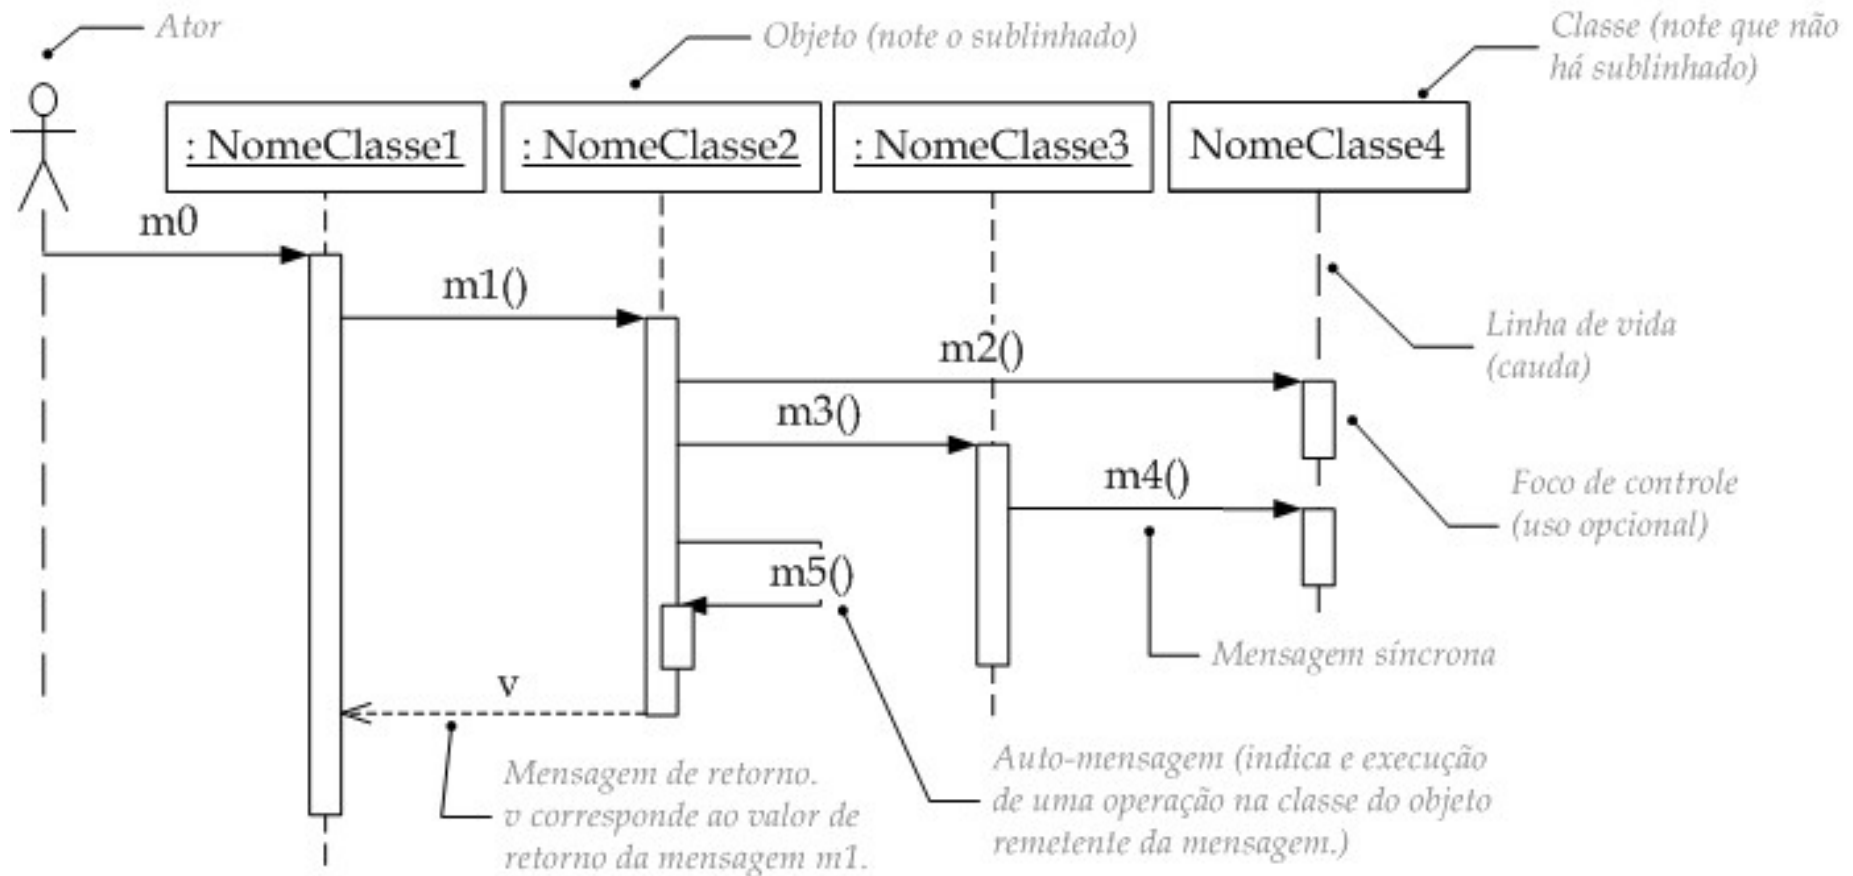 Ator
Objeto (note o sublinhado)
Classe (note que não
há sublinhado)
: NomeClasse1
: NomeClasse2
: NomeClasse3
NomeClasse4
m0
m1()
m2()
Linha de vida
(cauda)
m3()
m4()
Foco de controle
(uso opcional)
m5()
Mensagem síncrona
v
Mensagem de retorno.
v corresponde ao valor de
retorno da mensagem m1.
Auto-mensagem (indica e execução
de uma operação na classe do objeto
remetente da mensagem.)